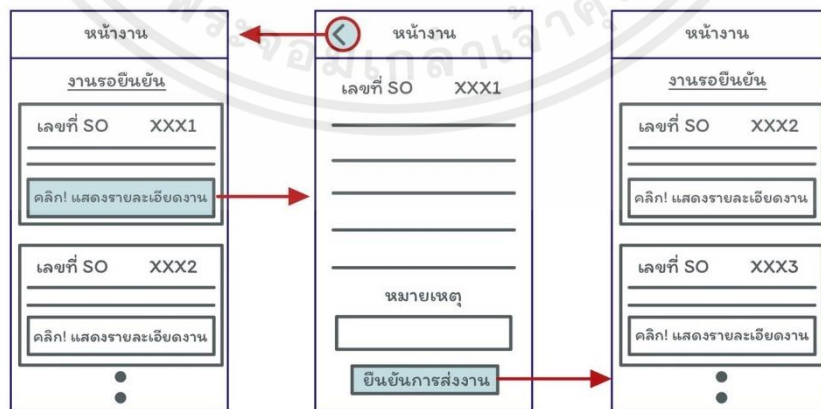 หน้างาน
งานรอยืนยัน
เลขที่ SO XXX1
คลิก! แสดงรายละเอียดงาน
เลขที่ SO XXX2
คลิก! แสดงรายละเอียดงาน
หน้างาน
เลขที่ SO XXX1
หมายเหตุ
ยืนยันการส่งงาน
หน้างาน
งานรอยืนยัน
เลขที่ SO XXX2
คลิก! แสดงรายละเอียดงาน
เลขที่ SO XXX3
คลิก! แสดงรายละเอียดงาน